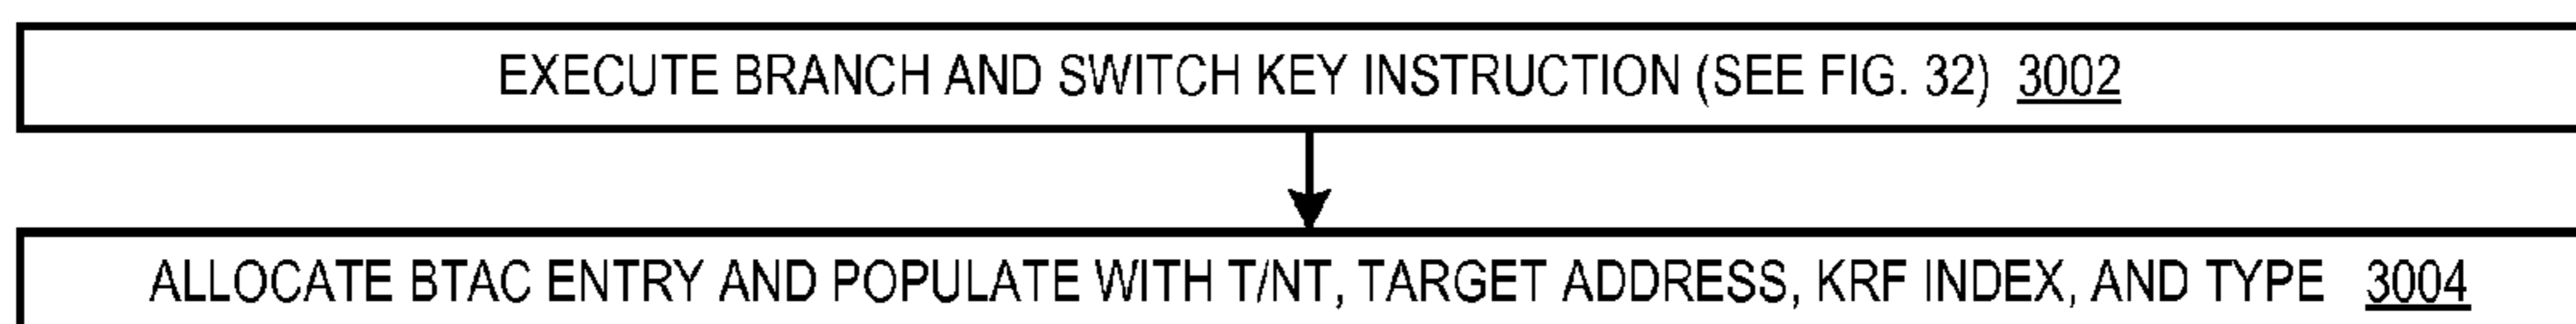 EXECUTE BRANCH AND SWITCH KEY INSTRUCTION (SEE FIG. 32) 3002
ALLOCATE BTAC ENTRY AND POPULATE WITH T/NT, TARGET ADDRESS, KRF INDEX, AND TYPE 3004